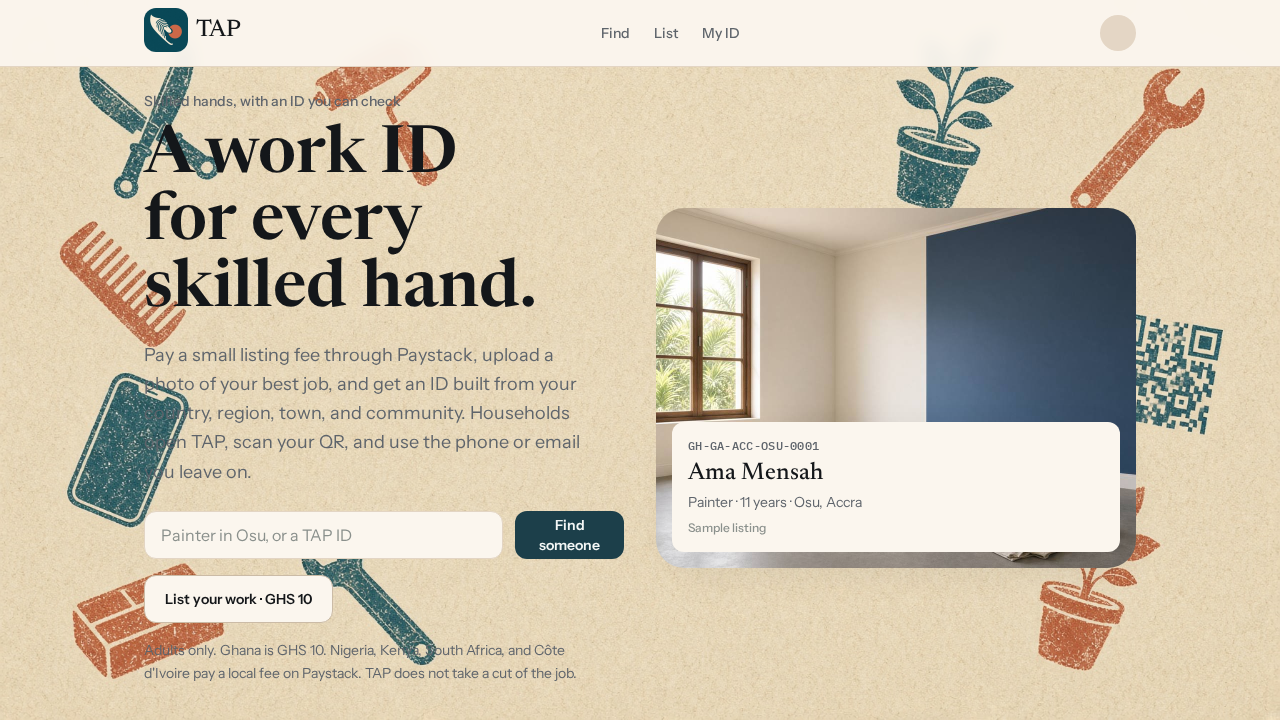 TAP
Find
List
My ID
Skilled hands, with an ID you can check
A work ID
for every
skilled hand.
Pay a small listing fee through Paystack, upload a
photo of your best job, and get an ID built from your
country, region, town, and community. Households
open TAP, scan your QR, and use the phone or email
you leave on.
Painter in Osu, or a TAP ID
Find
someone
List your work · GHS 10
Adults only. Ghana is GHS 10. Nigeria, Kenya, South Africa, and Côte
d'Ivoire pay a local fee on Paystack. TAP does not take a cut of the job.
GH-GA-ACC-OSU-0001
Ama Mensah
Painter · 11 years · Osu, Accra
Sample listing